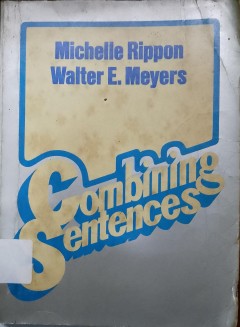 Michelle Rippon
Walter E. Meyers
Combining
Sentences